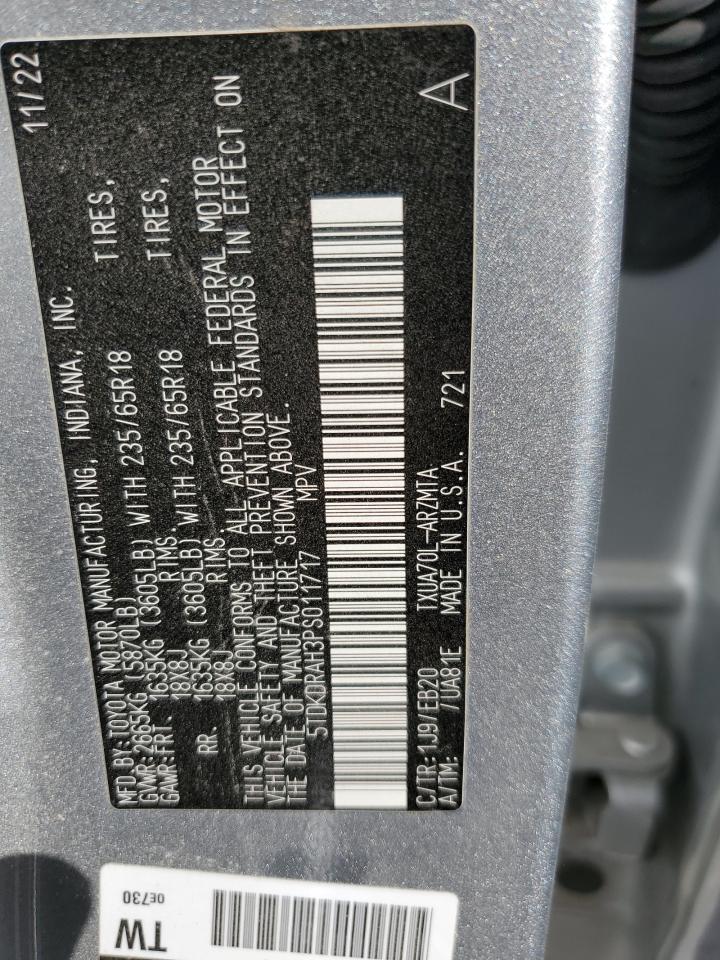 MFD.BY:TOYOTA MOTOR MANUFACTURING, INDIANA, INC. 11/22
GVWR:2665KG (5870LB)
GAWR:FRT. 1635KG (3605LB) WITH 235/65R18 TIRES,
18X8J RIMS
RR 1635KG (3605LB) WITH 235/65R18 TIRES,
18X8J RIMS
THIS VEHICLE CONFORMS TO ALL APPLICABLE FEDERAL MOTOR
VEHICLE SAFETY AND THEFT PREVENTION STANDARDS IN EFFECT ON
THE DATE OF MANUFACTURE SHOWN ABOVE.
5TDKDRAH3PS011717 MPV
C/TR:1J9/EB20 TXUA70L-ARZM1A A
A/TM: /UA81E MADE IN U.S.A. 721
0E730
TW